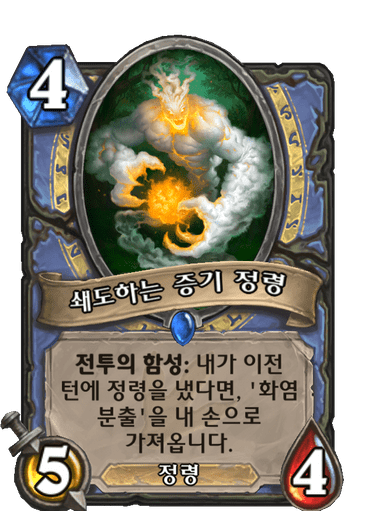 4
쇄도하는 증기 정령
전투의 함성: 내가 이전
턴에 정령을 냈다면, '화염
분출'을 내 손으로
가져옵니다.
정령
5
4